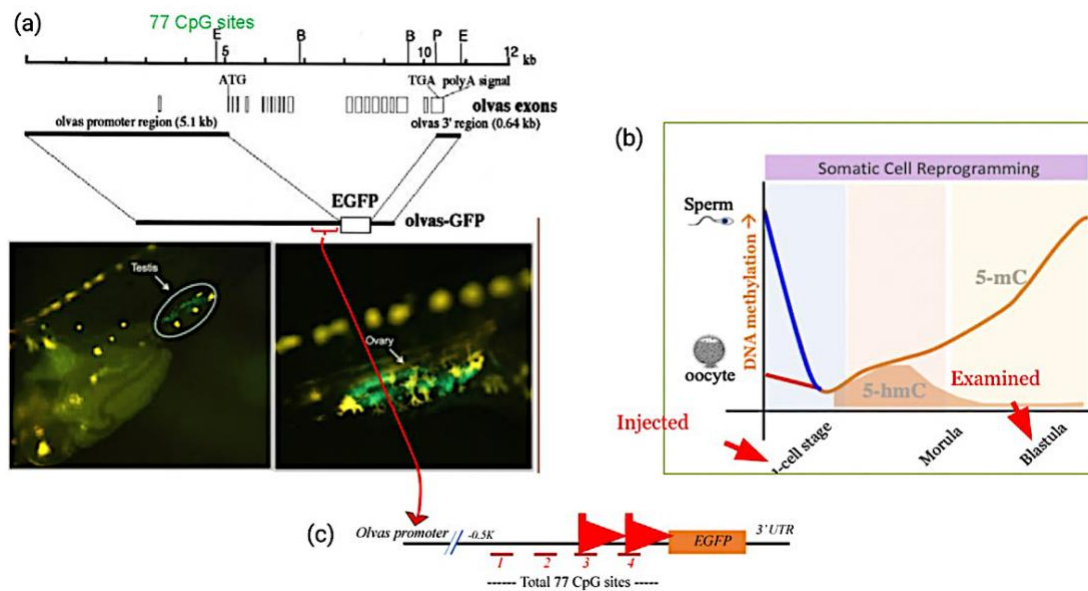 (a)
77 CpG sites
E B B P E
5 10 12 kb
ATG TGA polyA signal
olvas exons
olvas promoter region (5.1 kb) olvas 3' region (0.64 kb)
EGFP
olvas-GFP
Testis
Ovary
(b)
Somatic Cell Reprogramming
Sperm
DNA methylation →
5-mC
oocyte
5-hmC
Examined
Injected
1-cell stage
Morula
Blastula
(c)
Olvas promoter -0.5K EGFP 3' UTR
1 2 3 4
------ Total 77 CpG sites ------